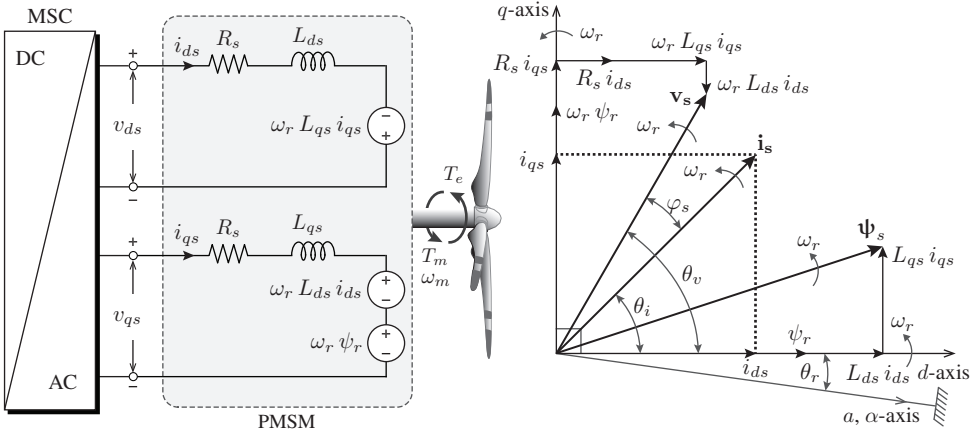 MSC
DC
AC
+
i_ds
R_s
L_ds
v_ds
ω_r L_qs i_qs
−
+
−
+
i_qs
R_s
L_qs
v_qs
ω_r L_ds i_ds
+
−
ω_r ψ_r
+
−
−
PMSM
T_e
T_m
ω_m
q-axis
ω_r
ω_r L_qs i_qs
R_s i_qs
R_s i_ds
v_s
ω_r L_ds i_ds
ω_r ψ_r
ω_r
i_s
i_qs
ω_r
φ_s
ψ_s
ω_r
L_qs i_qs
θ_v
θ_i
ω_r
ψ_r
i_ds
θ_r
L_ds i_ds
d-axis
a, α-axis